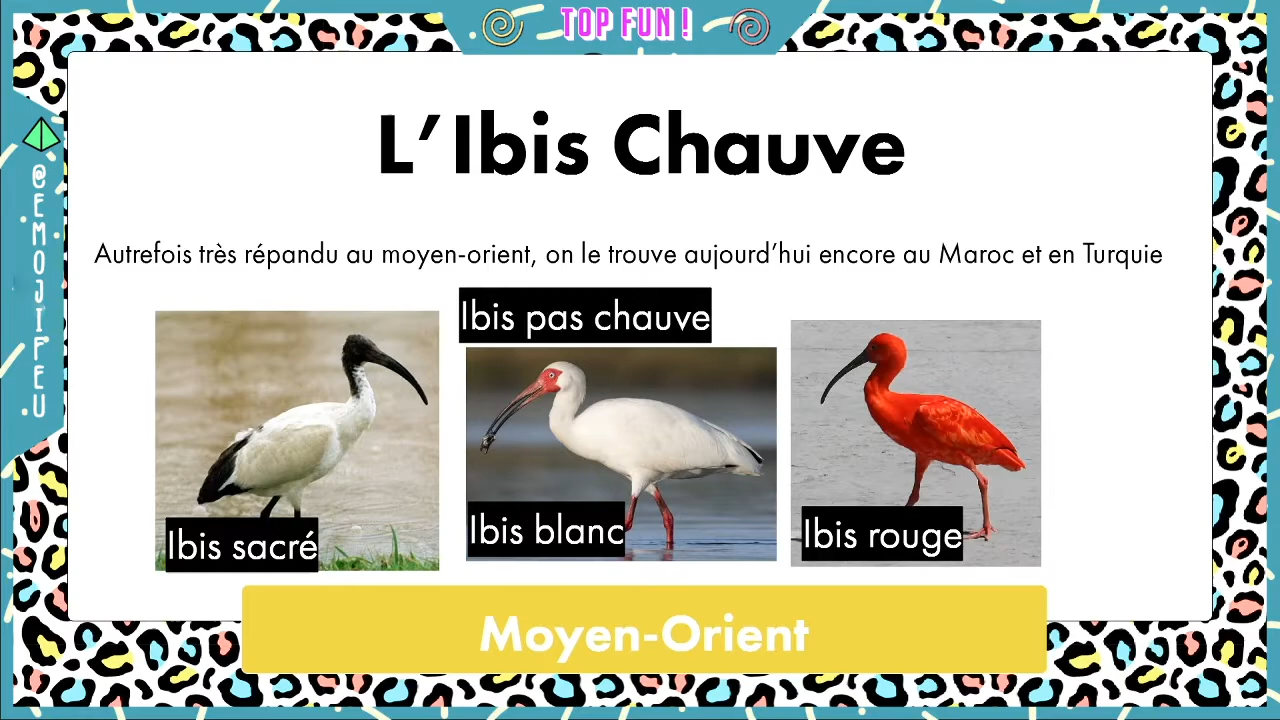 TOP FUN !
@EMOJIFEU
L'Ibis Chauve
Autrefois très répandu au moyen-orient, on le trouve aujourd'hui encore au Maroc et en Turquie
Ibis pas chauve
Ibis sacré
Ibis blanc
Ibis rouge
Moyen-Orient